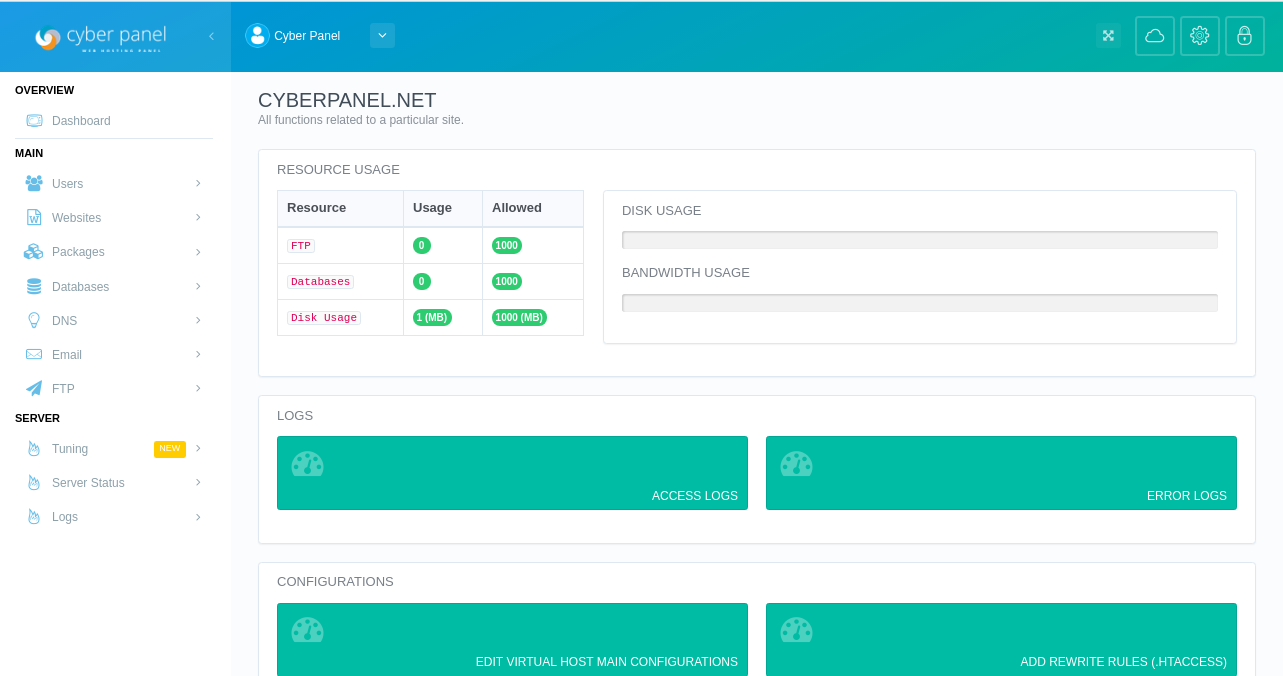 cyber panel
WEB HOSTING PANEL
Cyber Panel
OVERVIEW
Dashboard
MAIN
Users
Websites
Packages
Databases
DNS
Email
FTP
SERVER
Tuning NEW
Server Status
Logs
CYBERPANEL.NET
All functions related to a particular site.
RESOURCE USAGE
Resource Usage Allowed
FTP 0 1000
Databases 0 1000
Disk Usage 1 (MB) 1000 (MB)
DISK USAGE
BANDWIDTH USAGE
LOGS
ACCESS LOGS
ERROR LOGS
CONFIGURATIONS
EDIT VIRTUAL HOST MAIN CONFIGURATIONS
ADD REWRITE RULES (.HTACCESS)